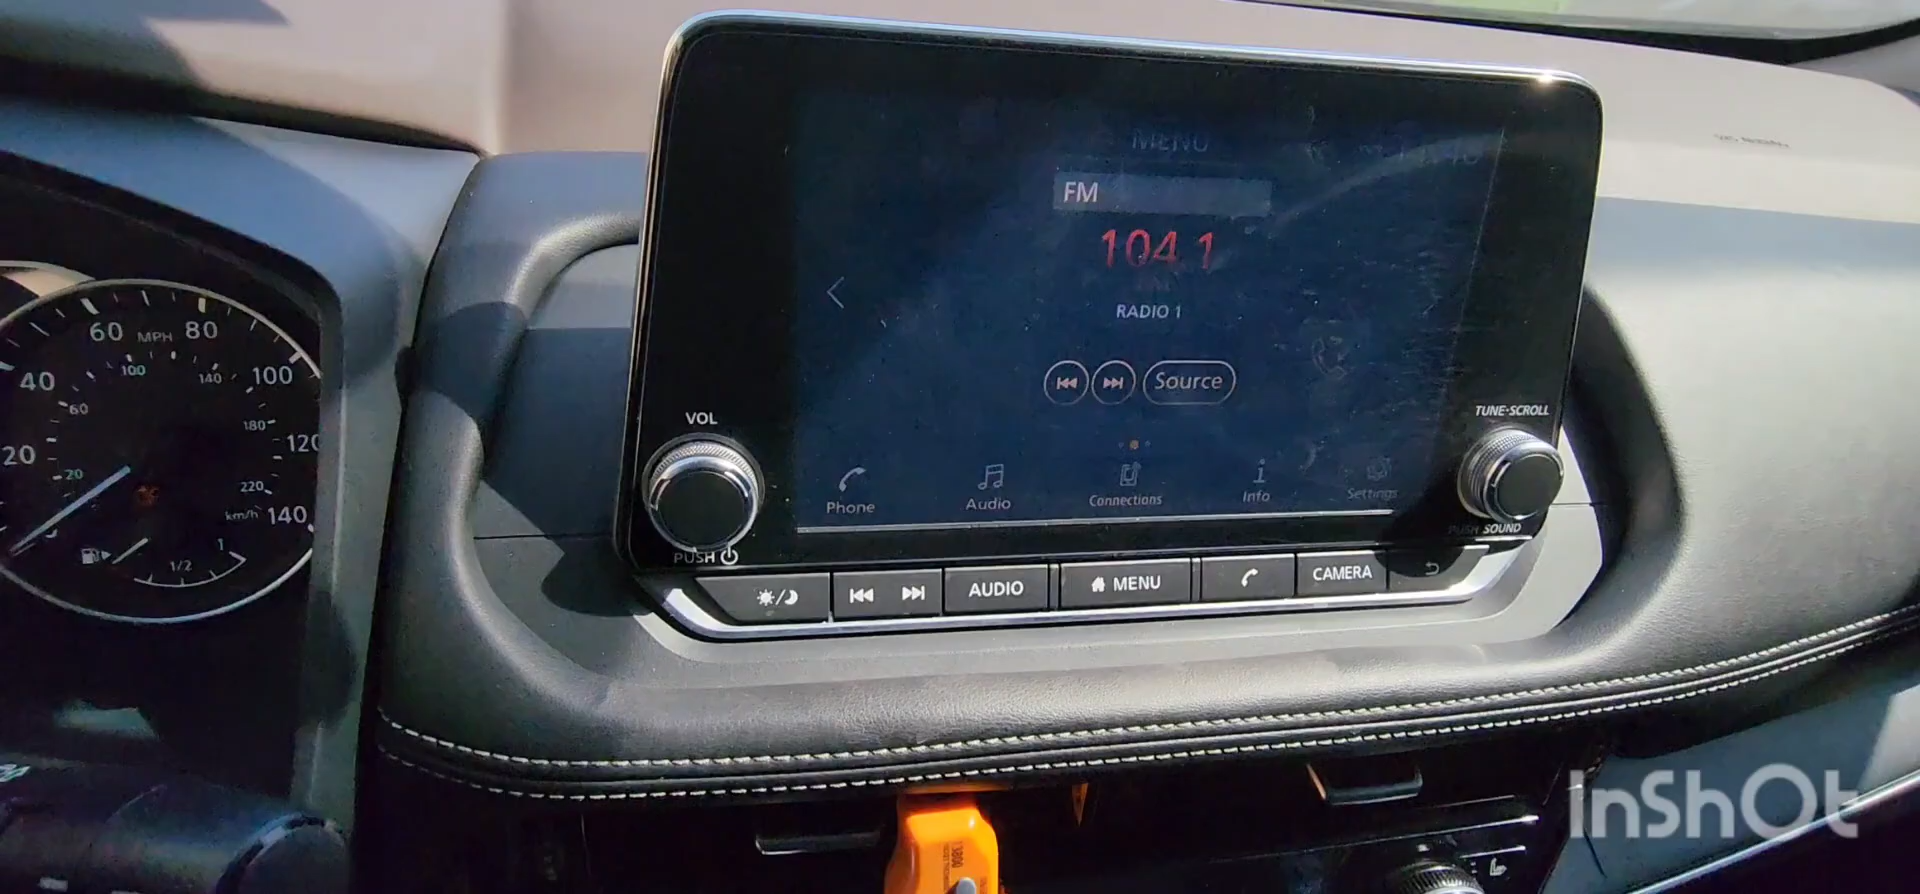 MENU
FM
104.1
RADIO 1
Source
Phone
Audio
Connections
Info
Settings
VOL
PUSH
TUNE·SCROLL
PUSH SOUND
AUDIO
MENU
CAMERA
60 MPH 80
100 140
40 100
60 180
120
20
20 220
km/h 140
1/2 1
InShOt